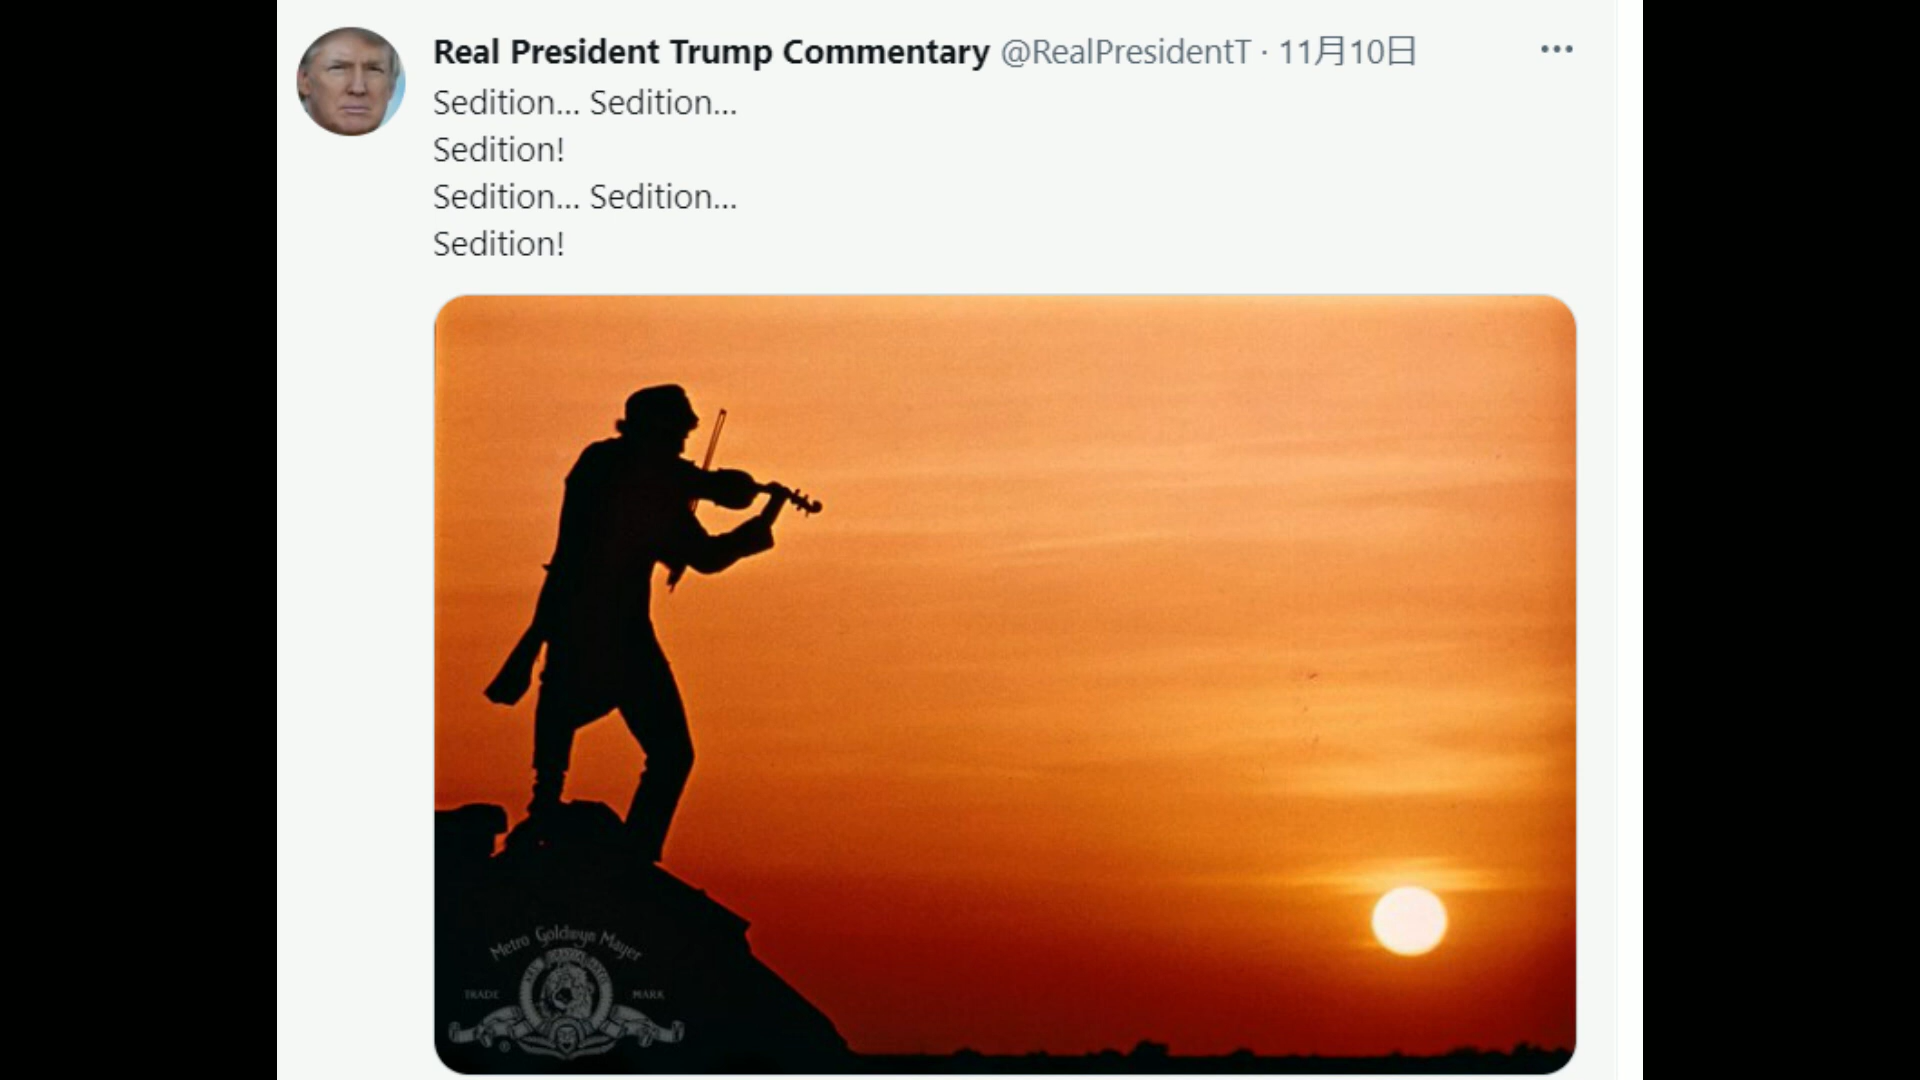 Real President Trump Commentary @RealPresidentT · 11月10日
Sedition... Sedition...
Sedition!
Sedition... Sedition...
Sedition!
Metro Goldwyn Mayer
TRADE MARK
®